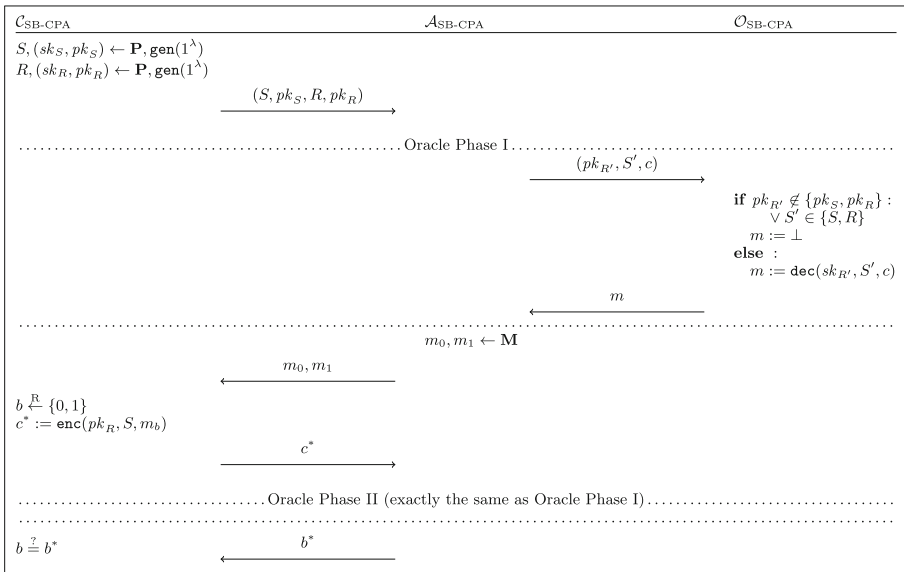 C_SB-CPA A_SB-CPA O_SB-CPA
S, (sk_S, pk_S) ← P, gen(1^λ)
R, (sk_R, pk_R) ← P, gen(1^λ)
(S, pk_S, R, pk_R)
Oracle Phase I
(pk_R′, S′, c)
if pk_R′ ∉ {pk_S, pk_R} :
∨ S′ ∈ {S, R}
m := ⊥
else :
m := dec(sk_R′, S′, c)
m
m_0, m_1 ← M
m_0, m_1
b ←^R {0, 1}
c* := enc(pk_R, S, m_b)
c*
Oracle Phase II (exactly the same as Oracle Phase I)
b ≟ b*
b*